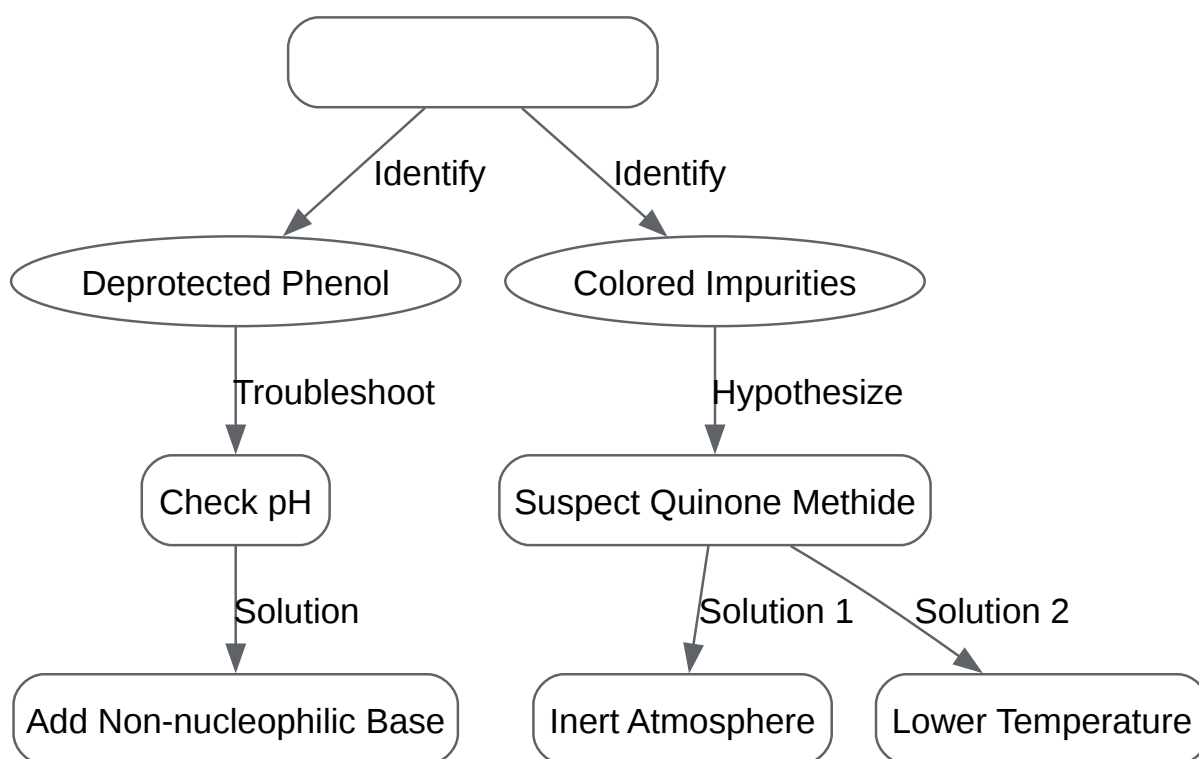 Identify
Identify
Deprotected Phenol
Colored Impurities
Troubleshoot
Hypothesize
Check pH
Suspect Quinone Methide
Solution
Solution 1
Solution 2
Add Non-nucleophilic Base
Inert Atmosphere
Lower Temperature